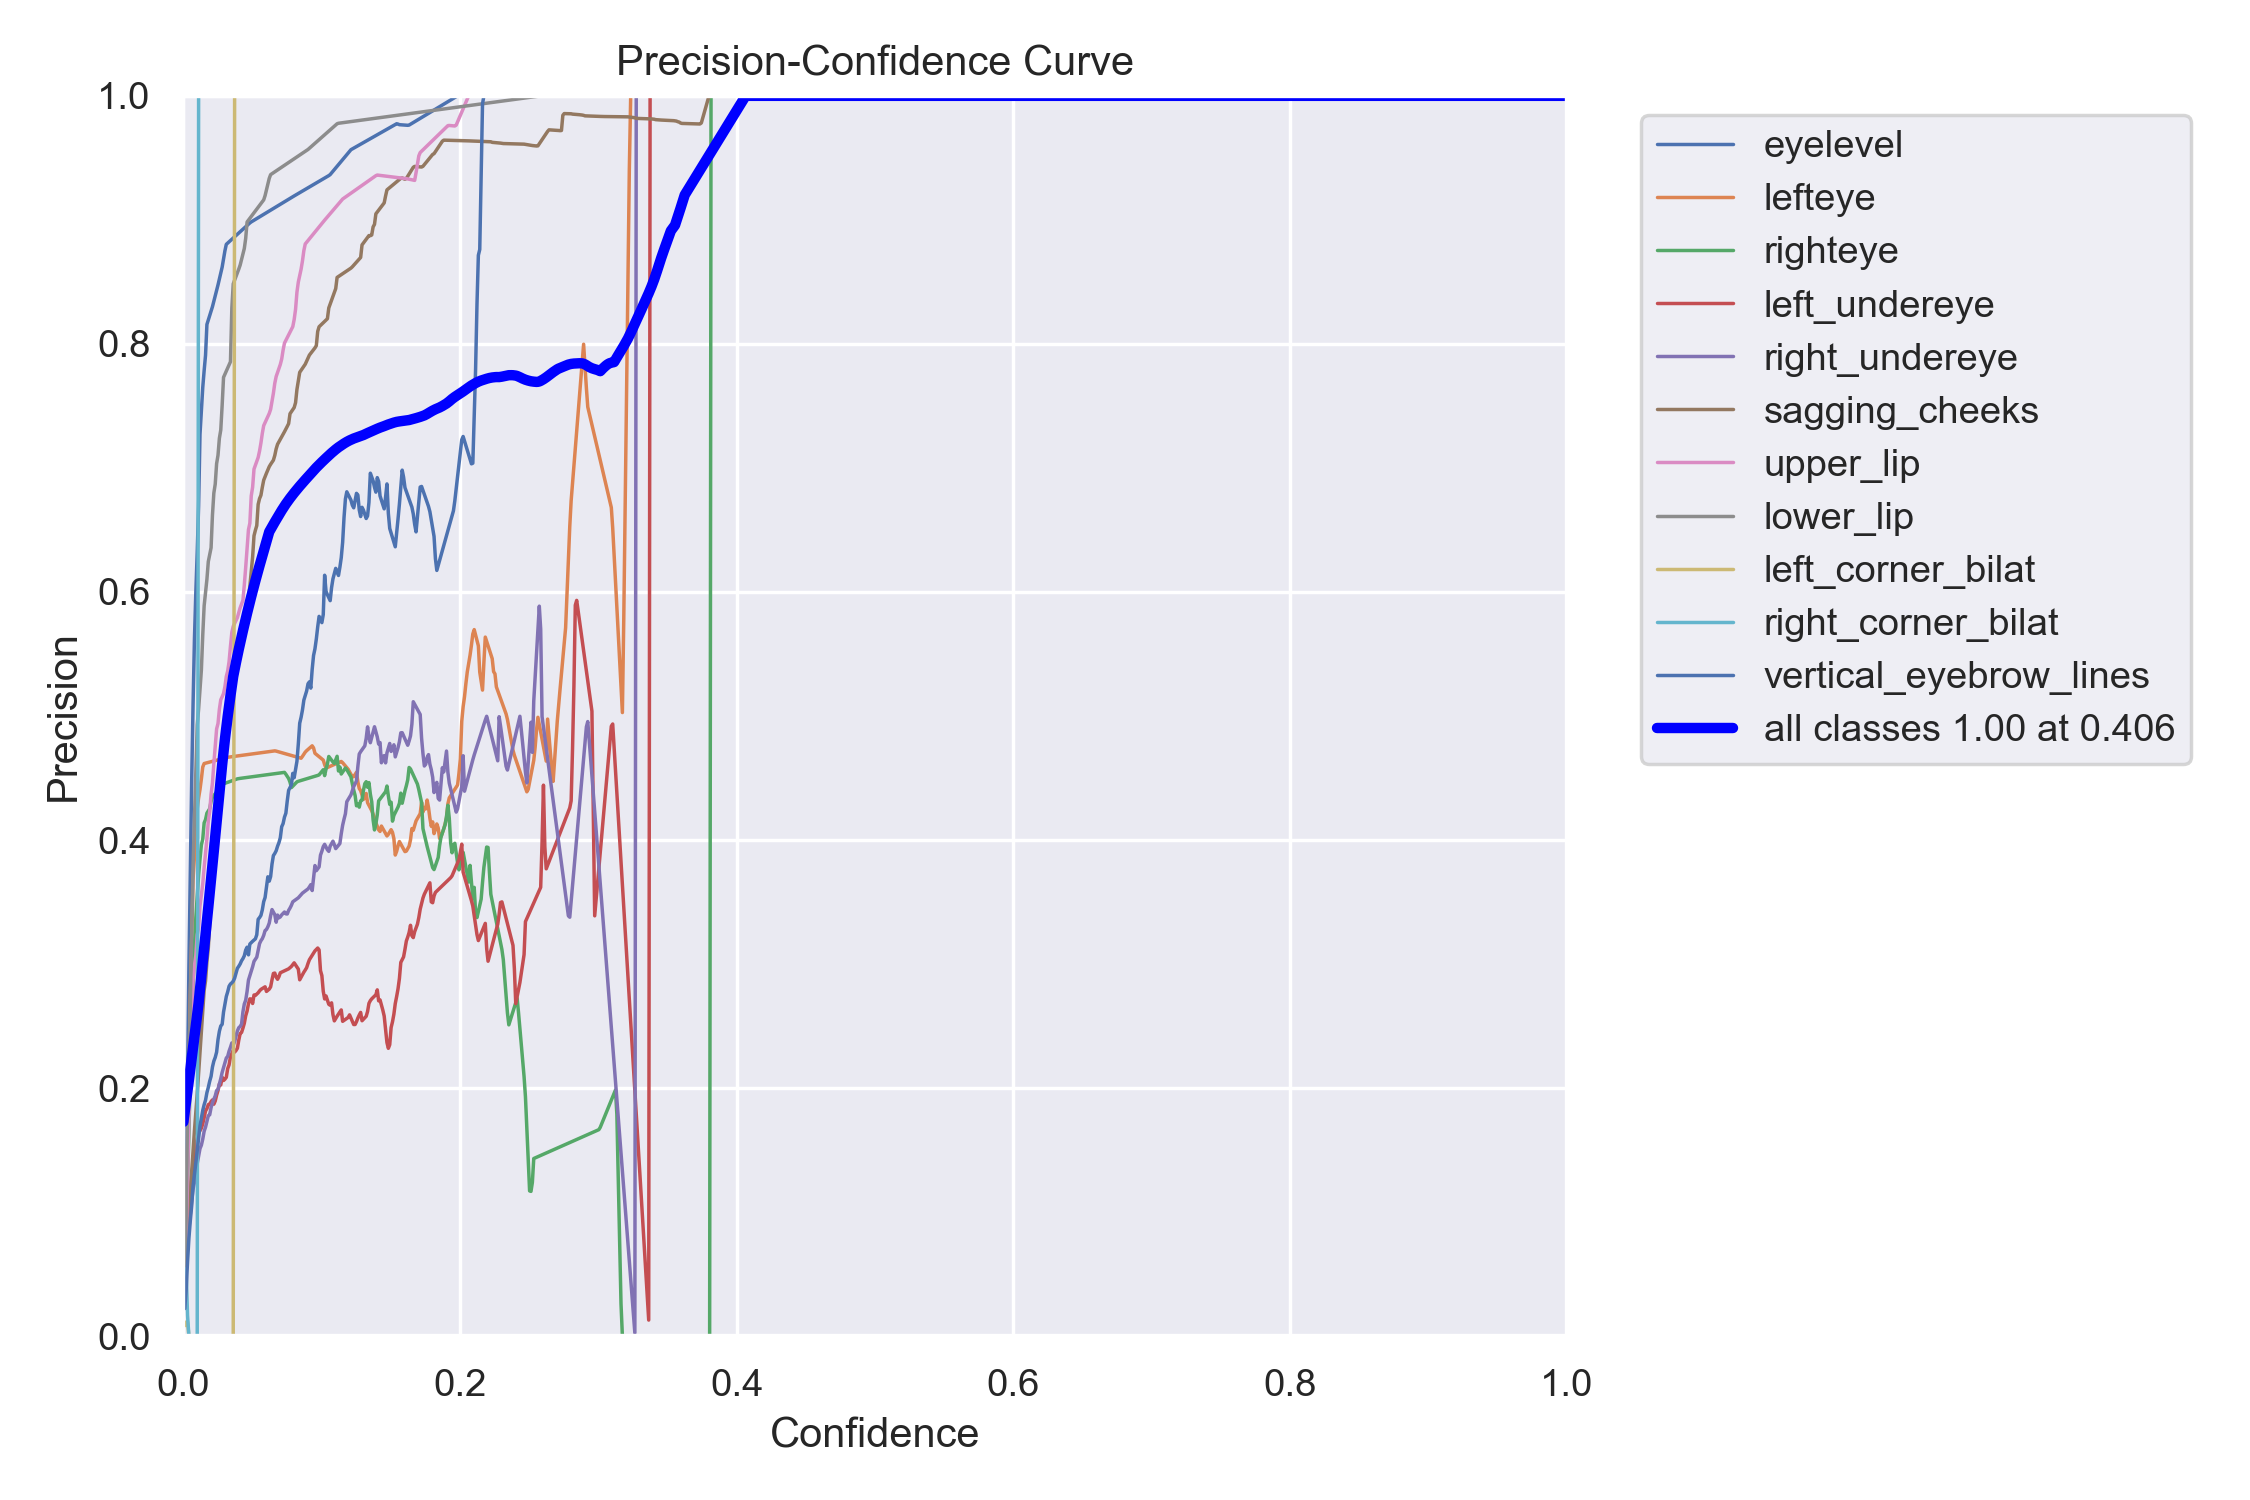 Precision-Confidence Curve
1.0
0.8
0.6
0.4
0.2
0.0
Precision
0.0 0.2 0.4 0.6 0.8 1.0
Confidence
eyelevel
lefteye
righteye
left_undereye
right_undereye
sagging_cheeks
upper_lip
lower_lip
left_corner_bilat
right_corner_bilat
vertical_eyebrow_lines
all classes 1.00 at 0.406